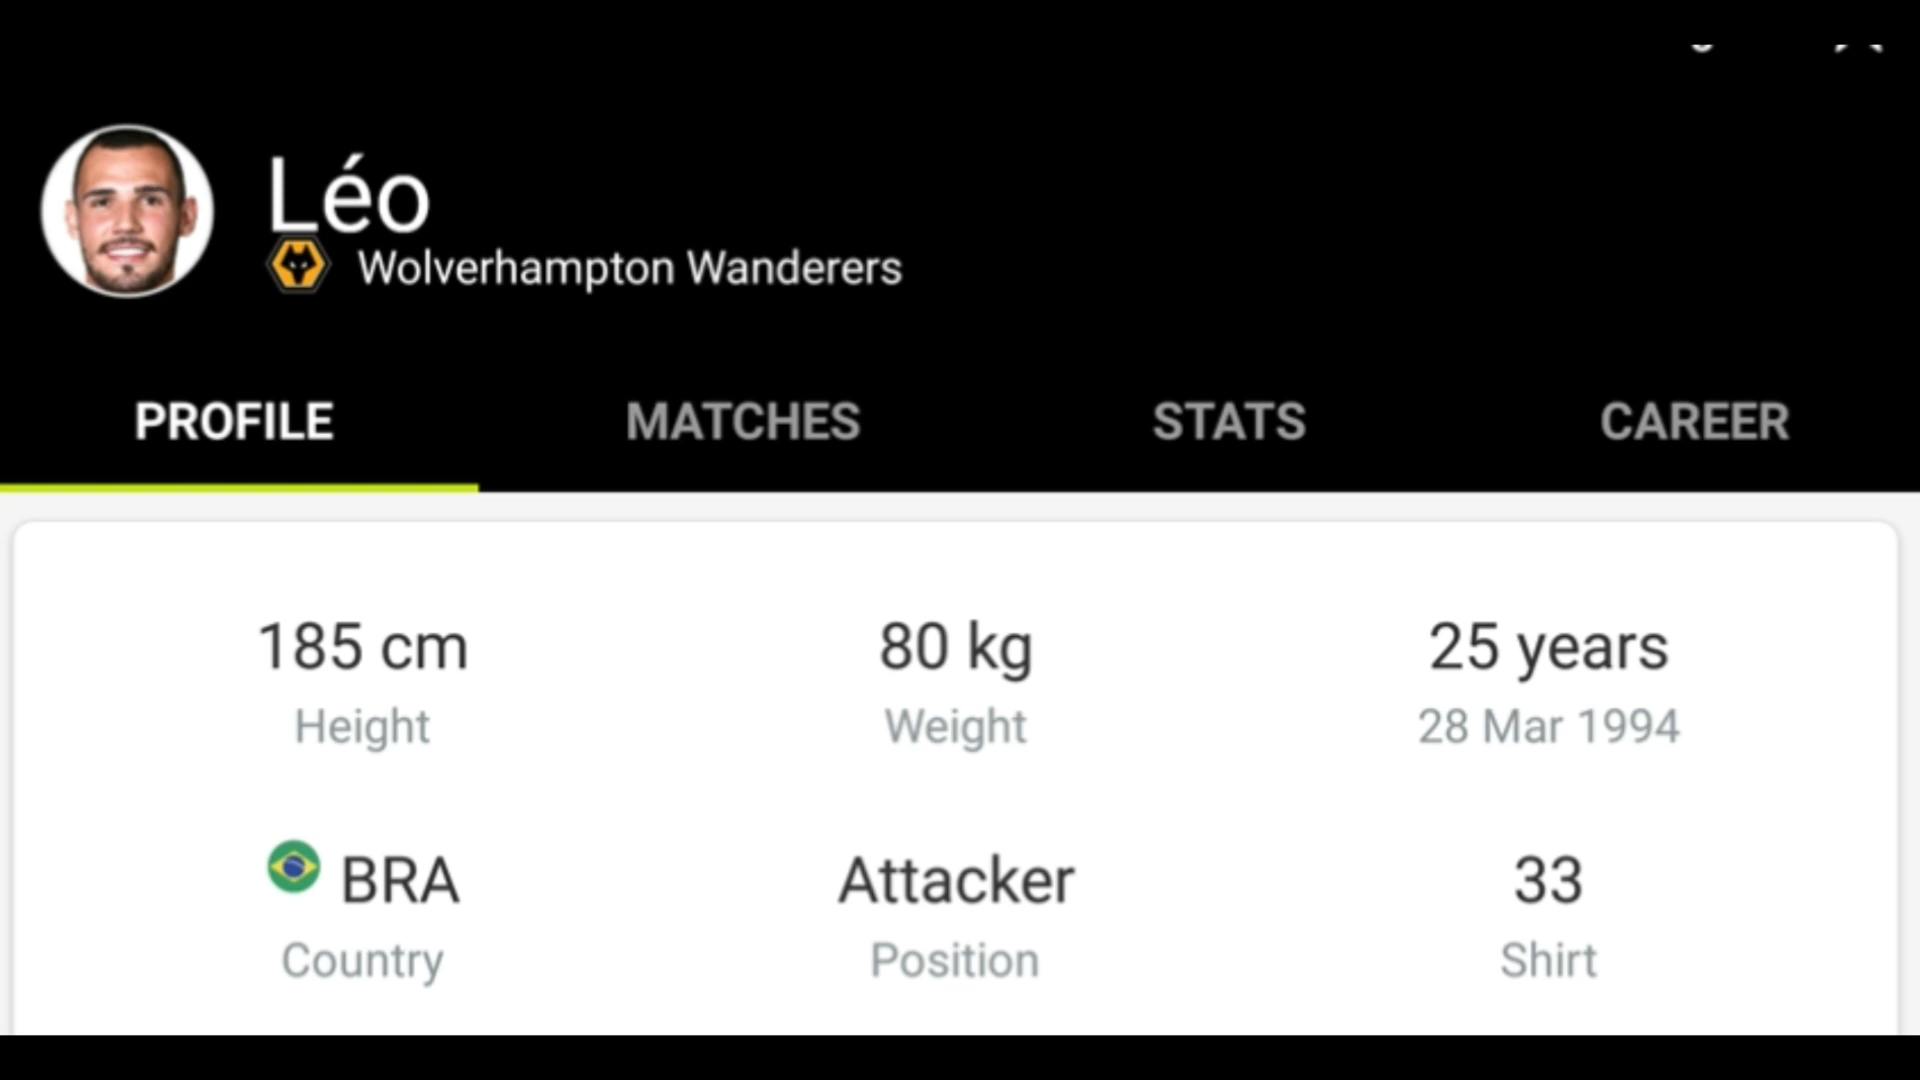 Léo
Wolverhampton Wanderers
PROFILE MATCHES STATS CAREER
185 cm 80 kg 25 years
Height Weight 28 Mar 1994
BRA Attacker 33
Country Position Shirt